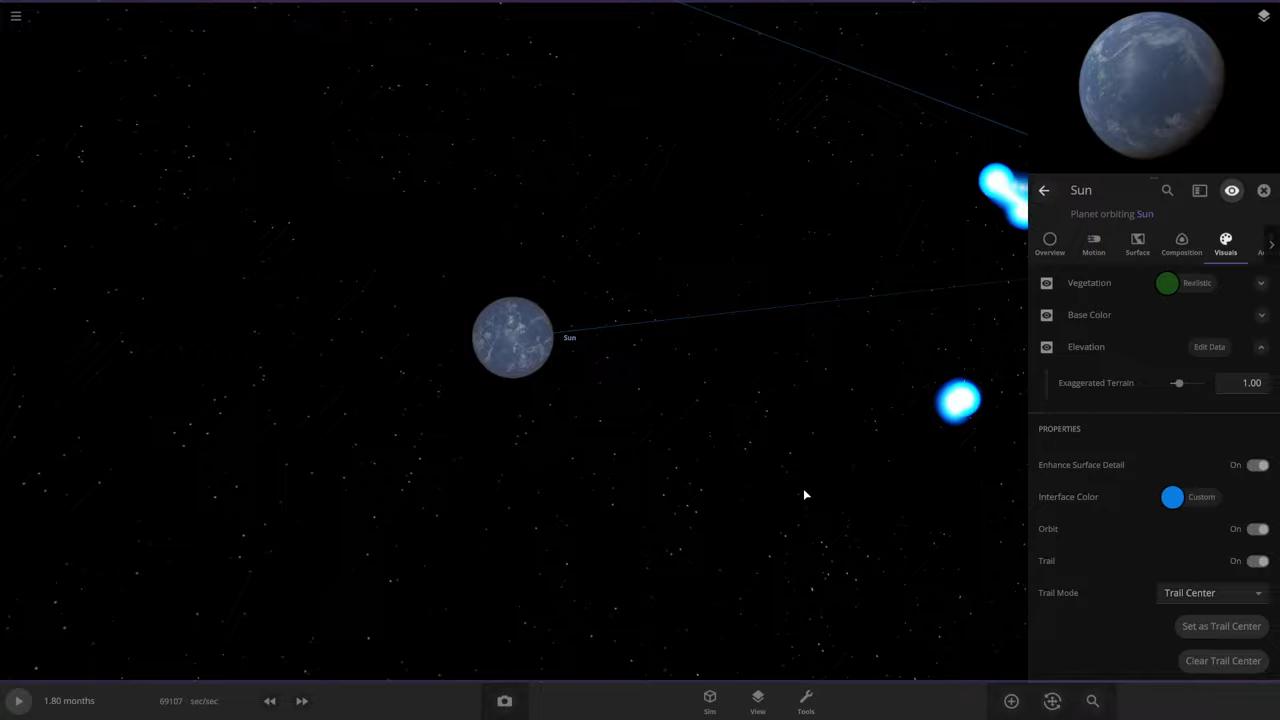 Sun
Sun
Planet orbiting Sun
Overview Motion Surface Composition Visuals
Vegetation Realistic
Base Color
Elevation Edit Data
Exaggerated Terrain 1.00
PROPERTIES
Enhance Surface Detail On
Interface Color Custom
Orbit On
Trail On
Trail Mode Trail Center
Set as Trail Center
Clear Trail Center
1.80 months 69107 sec/sec Sim View Tools